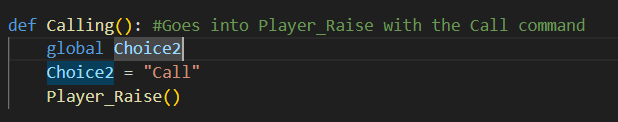 def Calling(): #Goes into Player_Raise with the Call command
    global Choice2
    Choice2 = "Call"
    Player_Raise()